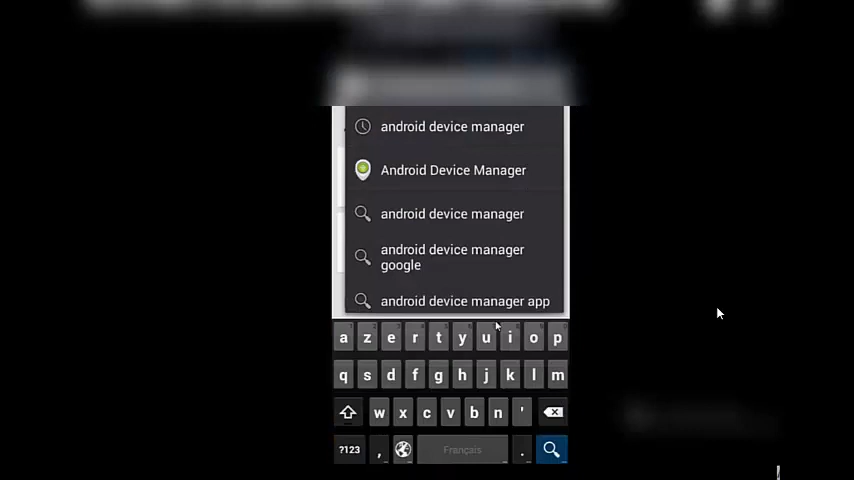 android device manager
Android Device Manager
android device manager
android device manager
google
android device manager app
a z e r t y u i o p
q s d f g h j k l m
w x c v b n '
?123 , Français .